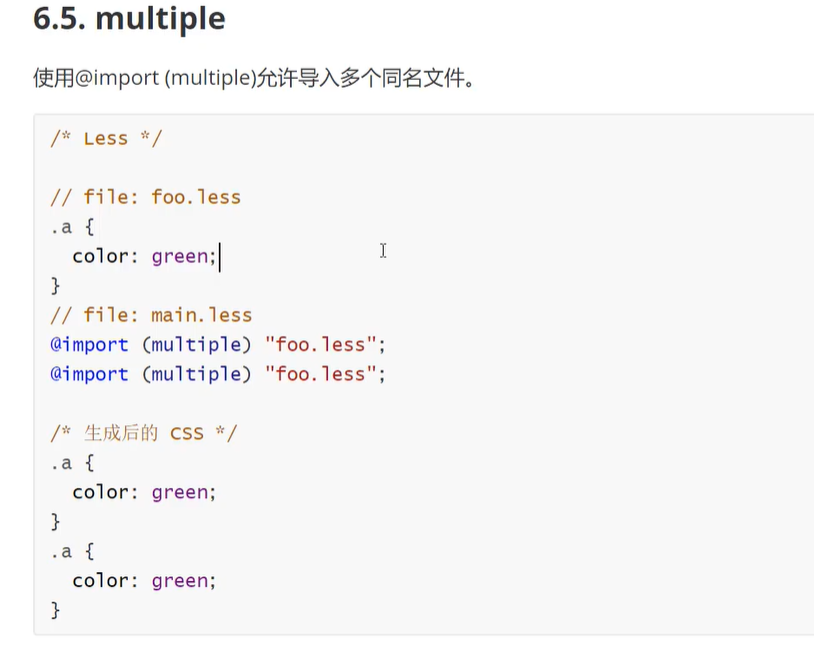 6.5. multiple
使用@import (multiple)允许导入多个同名文件。
/* Less */
// file: foo.less
.a {
  color: green;
}
// file: main.less
@import (multiple) "foo.less";
@import (multiple) "foo.less";
/* 生成后的 CSS */
.a {
  color: green;
}
.a {
  color: green;
}